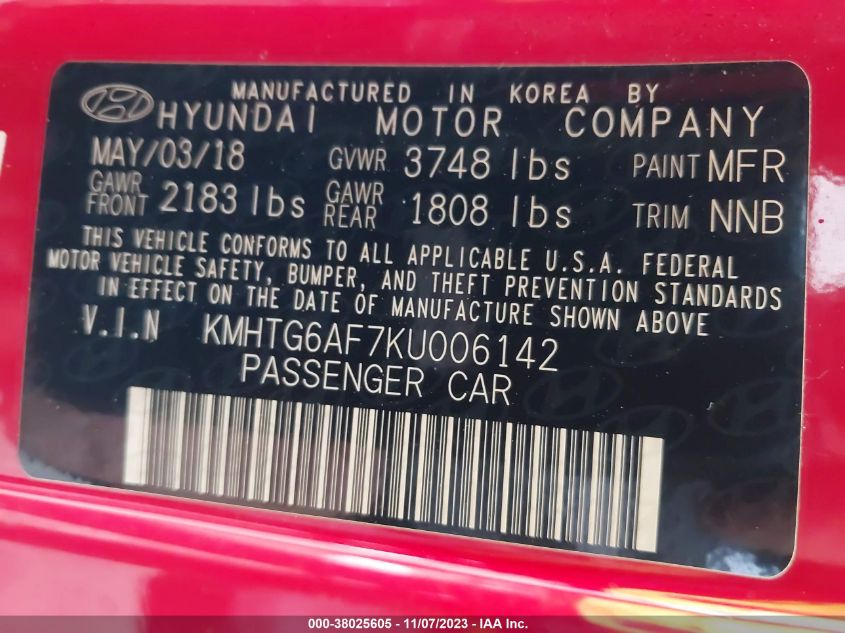 MANUFACTURED IN KOREA BY
HYUNDAI MOTOR COMPANY
MAY/03/18 GVWR 3748 lbs PAINT MFR
GAWR FRONT 2183 lbs GAWR REAR 1808 lbs TRIM NNB
THIS VEHICLE CONFORMS TO ALL APPLICABLE U.S.A. FEDERAL
MOTOR VEHICLE SAFETY, BUMPER, AND THEFT PREVENTION STANDARDS
IN EFFECT ON THE DATE OF MANUFACTURE SHOWN ABOVE
V.I.N KMHTG6AF7KU006142
PASSENGER CAR
000-38025605 - 11/07/2023 - IAA Inc.